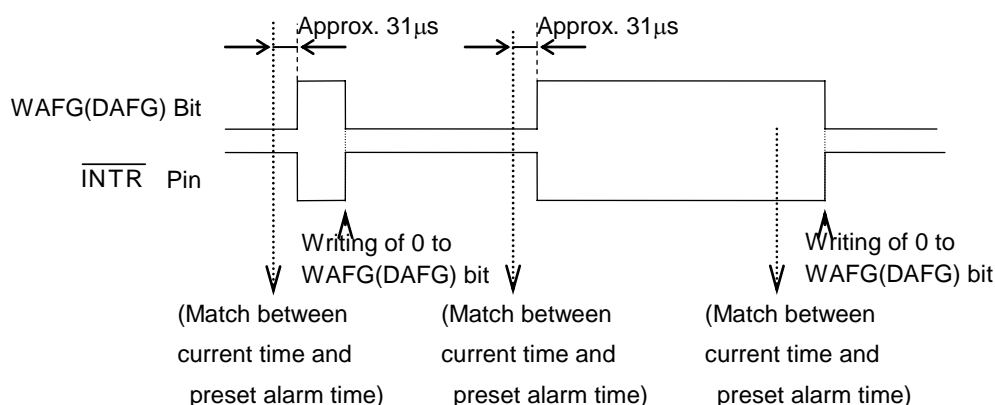 Approx. 31μs
Approx. 31μs
WAFG(DAFG) Bit
INTR Pin
Writing of 0 to
WAFG(DAFG) bit
Writing of 0 to
WAFG(DAFG) bit
(Match between
current time and
preset alarm time)
(Match between
current time and
preset alarm time)
(Match between
current time and
preset alarm time)